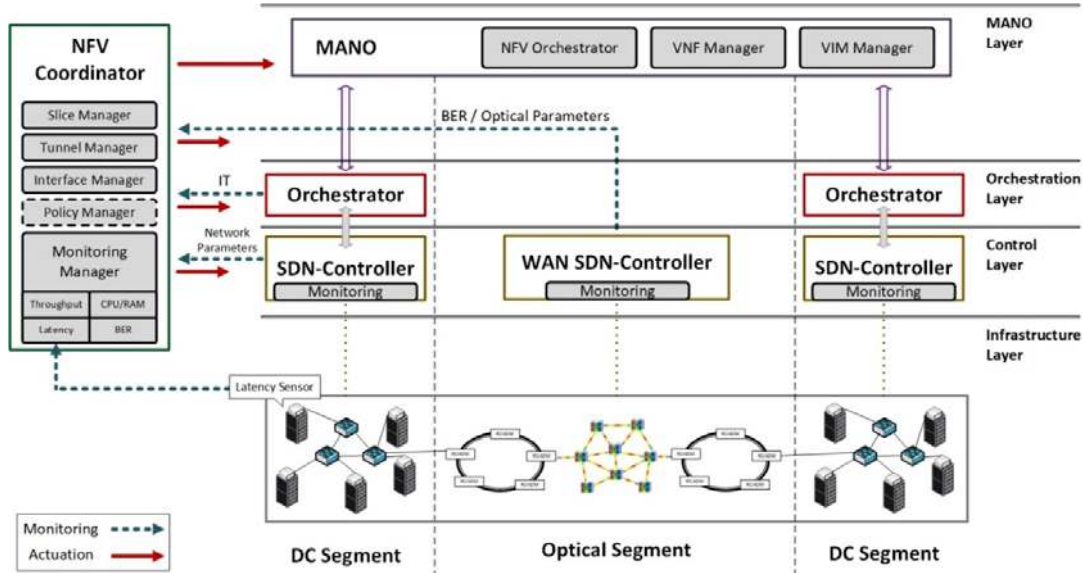 NFV
Coordinator
Slice Manager
Tunnel Manager
Interface Manager
Policy Manager
Monitoring
Manager
Throughput
CPU/RAM
Latency
BER
MANO
NFV Orchestrator
VNF Manager
VIM Manager
MANO
Layer
BER / Optical Parameters
IT
Orchestrator
Orchestrator
Orchestration
Layer
Network
Parameters
SDN-Controller
Monitoring
WAN SDN-Controller
Monitoring
SDN-Controller
Monitoring
Control
Layer
Infrastructure
Layer
Latency Sensor
Monitoring
Actuation
DC Segment
Optical Segment
DC Segment